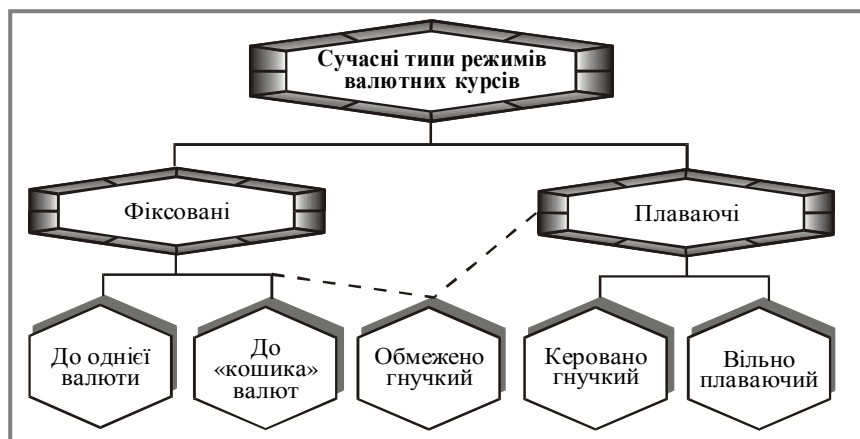 Сучасні типи режимів
валютних курсів
Фіксовані
Плаваючі
До однієї
валюти
До
«кошика»
валют
Обмежено
гнучкий
Керовано
гнучкий
Вільно
плаваючий